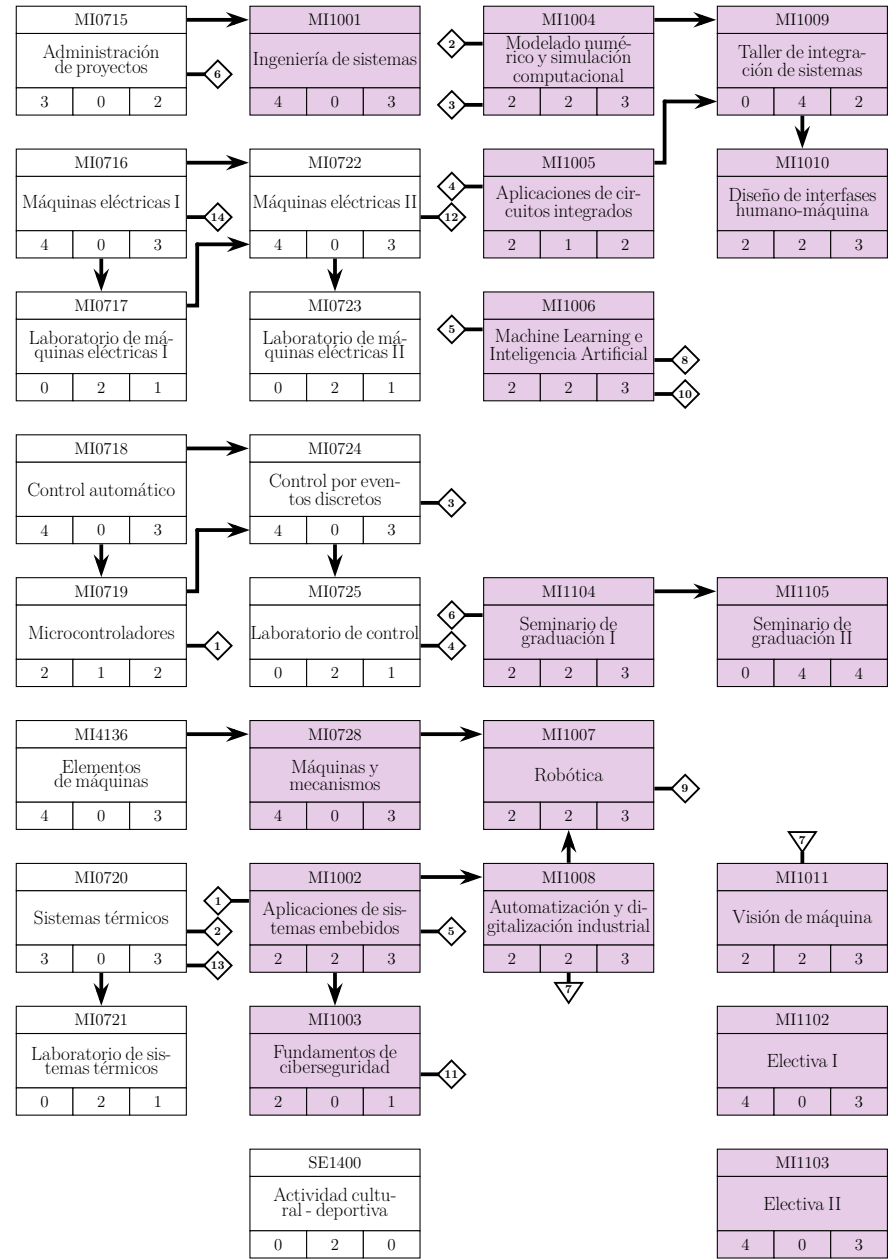 MI0715
Administración
de proyectos
6
3 0 2
MI0716
Máquinas eléctricas I
14
4 0 3
MI0717
Laboratorio de má-
quinas eléctricas I
0 2 1
MI0718
Control automático
4 0 3
MI0719
Microcontroladores
1
2 1 2
MI4136
Elementos
de máquinas
4 0 3
MI0720
Sistemas térmicos
2
3 0 3
13
MI0721
Laboratorio de sis-
temas térmicos
0 2 1
MI1001
Ingeniería de sistemas
4 0 3
MI0722
Máquinas eléctricas II
12
4 0 3
MI0723
Laboratorio de má-
quinas eléctricas II
0 2 1
MI0724
Control por even-
tos discretos
3
4 0 3
MI0725
Laboratorio de control
4
0 2 1
MI0728
Máquinas y
mecanismos
4 0 3
MI1002
1
Aplicaciones de sis-
temas embebidos
5
2 2 3
MI1003
Fundamentos de
ciberseguridad
11
2 0 1
SE1400
Actividad cultu-
ral - deportiva
0 2 0
MI1004
2
Modelado numé-
rico y simulación
computacional
3
2 2 3
MI1005
4
Aplicaciones de cir-
cuitos integrados
2 1 2
MI1006
5
Machine Learning e
Inteligencia Artificial
8
2 2 3
10
MI1104
6
Seminario de
graduación I
2 2 3
MI1007
Robótica
9
2 2 3
MI1008
Automatización y di-
gitalización industrial
2 2 3
7
MI1009
Taller de integra-
ción de sistemas
0 4 2
MI1010
Diseño de interfases
humano-máquina
2 2 3
MI1105
Seminario de
graduación II
0 4 4
7
MI1011
Visión de máquina
2 2 3
MI1102
Electiva I
4 0 3
MI1103
Electiva II
4 0 3